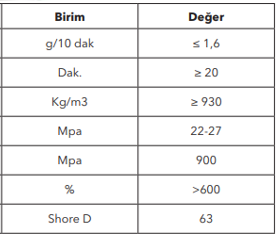 Birim Değer
g/10 dak ≤ 1,6
Dak. ≥ 20
Kg/m3 ≥ 930
Mpa 22-27
Mpa 900
% >600
Shore D 63